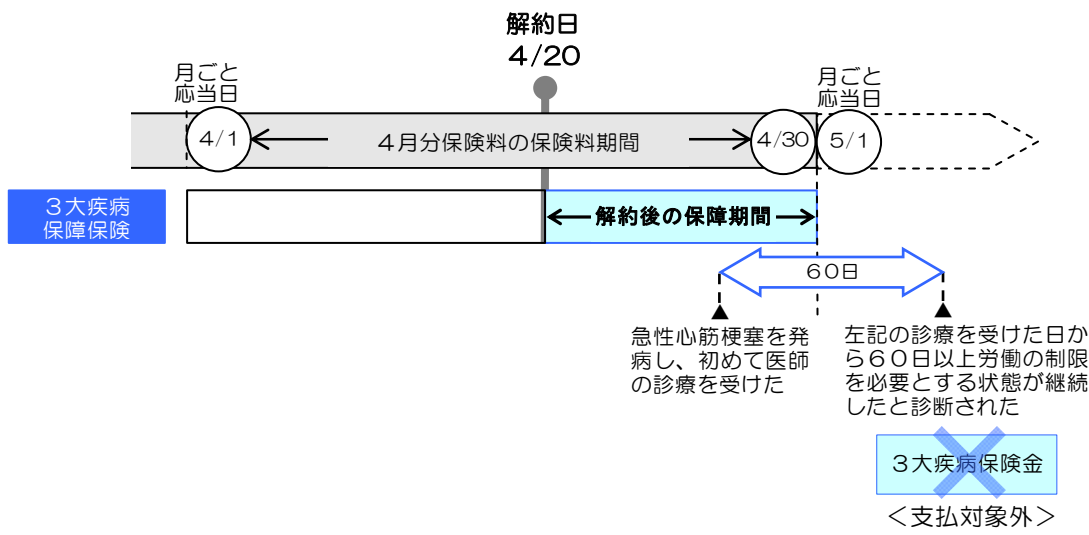 解約日
4/20
月ごと
応当日
月ごと
応当日
4/1
4月分保険料の保険料期間
4/30
5/1
3大疾病
保障保険
解約後の保障期間
60日
急性心筋梗塞を発
病し、初めて医師
の診療を受けた
左記の診療を受けた日か
ら60日以上労働の制限
を必要とする状態が継続
したと診断された
3大疾病保険金
<支払対象外>